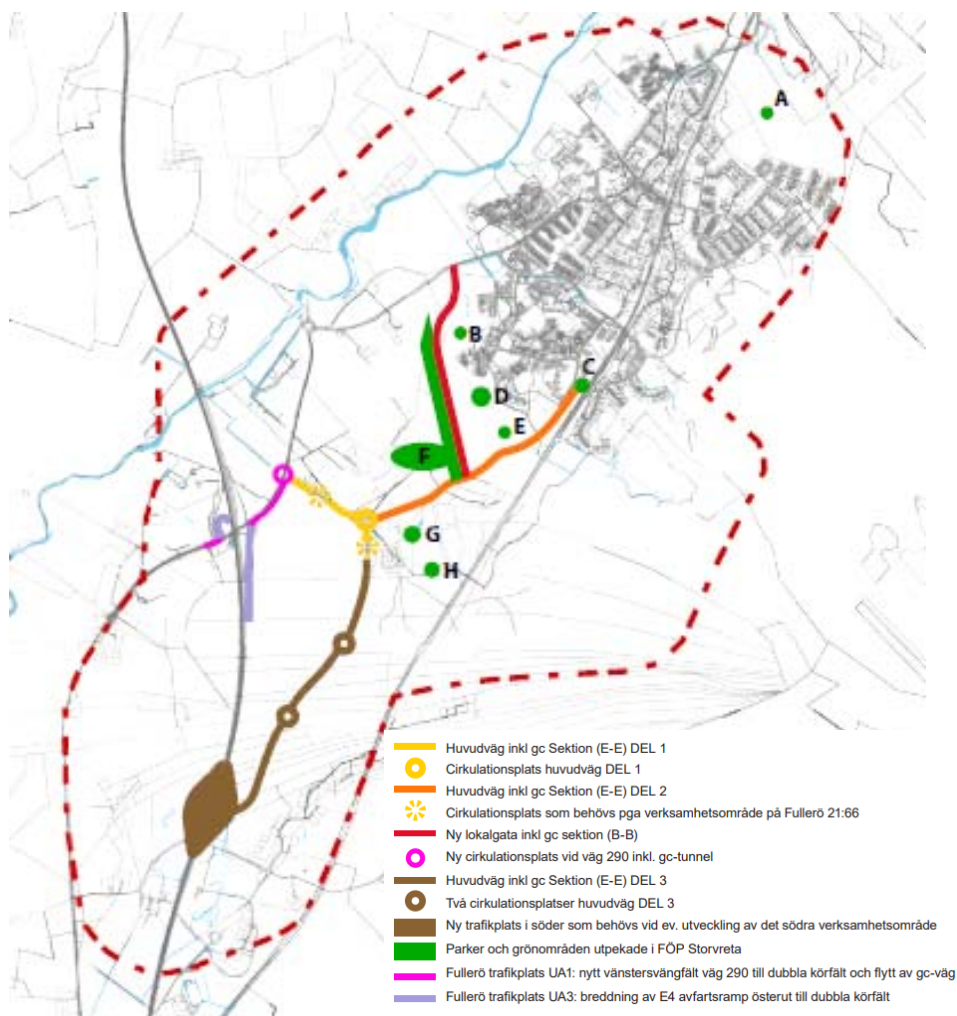 A
B
C
D
E
F
G
H
Huvudväg inkl gc Sektion (E-E) DEL 1
Cirkulationsplats huvudväg DEL 1
Huvudväg inkl gc Sektion (E-E) DEL 2
Cirkulationsplats som behövs pga verksamhetsområde på Fullerö 21:66
Ny lokalgata inkl gc sektion (B-B)
Ny cirkulationsplats vid väg 290 inkl. gc-tunnel
Huvudväg inkl gc Sektion (E-E) DEL 3
Två cirkulationsplatser huvudväg DEL 3
Ny trafikplats i söder som behövs vid ev. utveckling av det södra verksamhetsområde
Parker och grönområden utpekade i FÖP Storvreta
Fullerö trafikplats UA1: nytt vänstersvängfält väg 290 till dubbla körfält och flytt av gc-väg
Fullerö trafikplats UA3: breddning av E4 avfartsramp österut till dubbla körfält